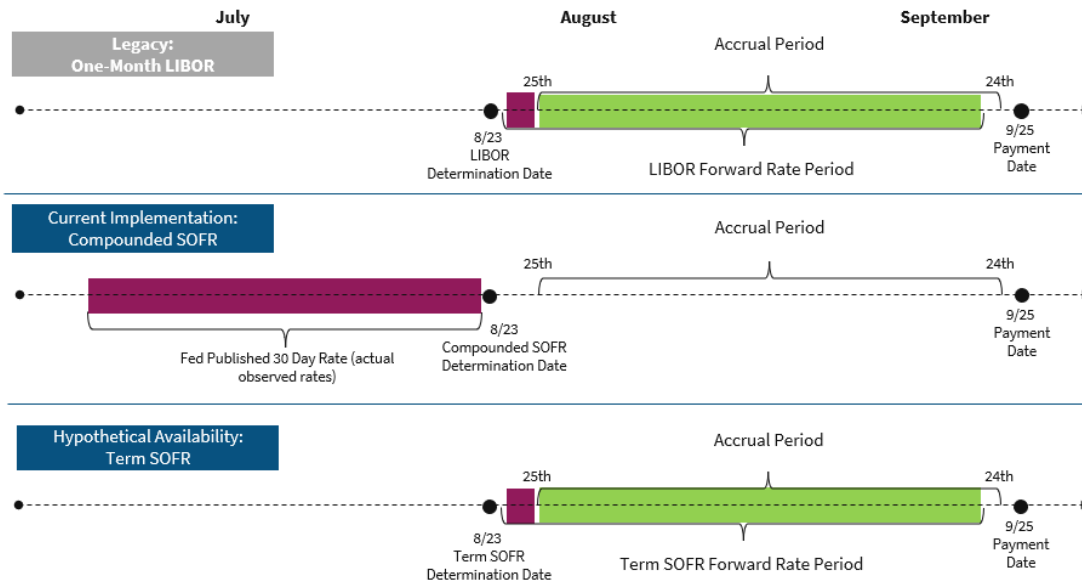 July
August
September
Legacy:
One-Month LIBOR
Accrual Period
25th
24th
8/23
LIBOR
Determination Date
LIBOR Forward Rate Period
9/25
Payment
Date
Current Implementation:
Compounded SOFR
Accrual Period
25th
24th
Fed Published 30 Day Rate (actual
observed rates)
8/23
Compounded SOFR
Determination Date
9/25
Payment
Date
Hypothetical Availability:
Term SOFR
Accrual Period
25th
24th
8/23
Term SOFR
Determination Date
Term SOFR Forward Rate Period
9/25
Payment
Date